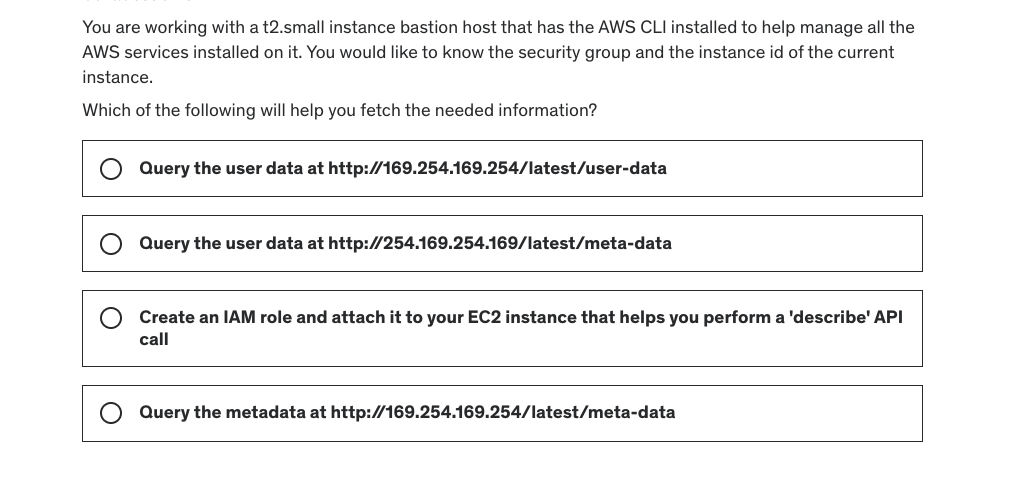 You are working with a t2.small instance bastion host that has the AWS CLI installed to help manage all the
AWS services installed on it. You would like to know the security group and the instance id of the current
instance.
Which of the following will help you fetch the needed information?
Query the user data at http://169.254.169.254/latest/user-data
Query the user data at http://254.169.254.169/latest/meta-data
Create an IAM role and attach it to your EC2 instance that helps you perform a 'describe' API
call
Query the metadata at http://169.254.169.254/latest/meta-data